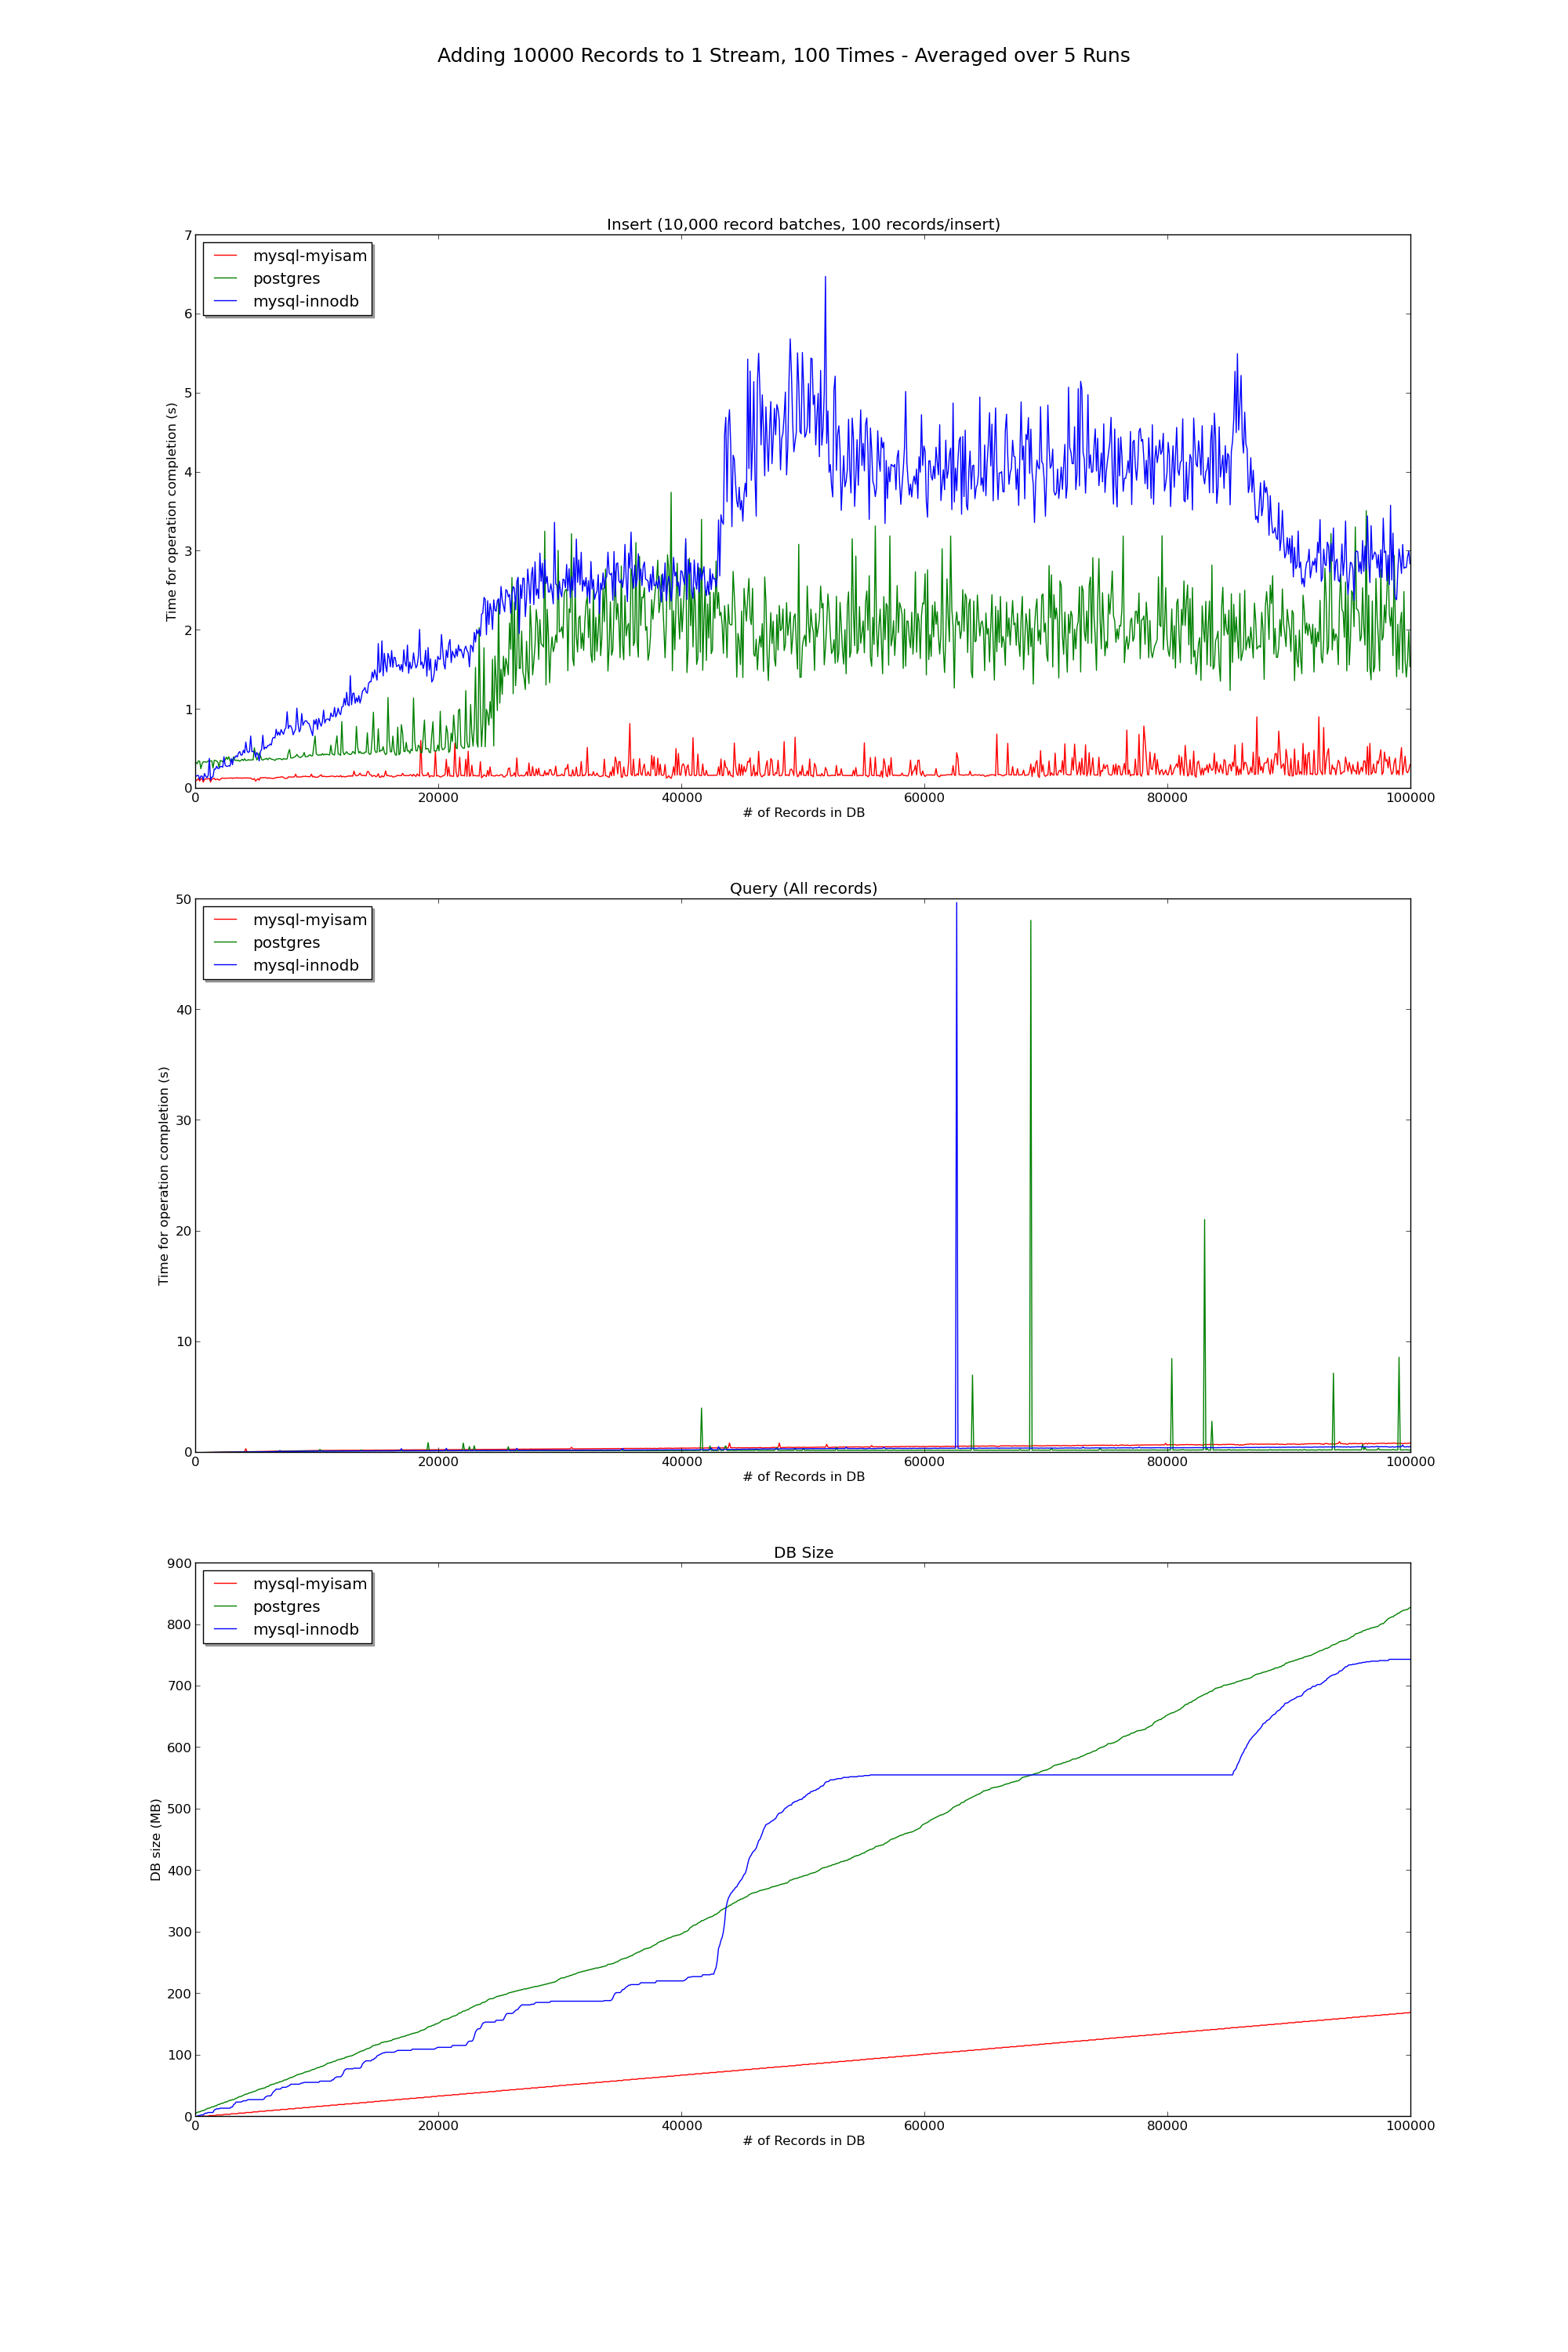 Adding 10000 Records to 1 Stream, 100 Times - Averaged over 5 Runs
Insert (10,000 record batches, 100 records/insert)
7
6
5
4
3
2
1
0
Time for operation completion (s)
mysql-myisam
postgres
mysql-innodb
0 20000 40000 60000 80000 100000
# of Records in DB
Query (All records)
50
40
30
20
10
0
Time for operation completion (s)
mysql-myisam
postgres
mysql-innodb
0 20000 40000 60000 80000 100000
# of Records in DB
DB Size
900
800
700
600
500
400
300
200
100
0
DB size (MB)
mysql-myisam
postgres
mysql-innodb
0 20000 40000 60000 80000 100000
# of Records in DB